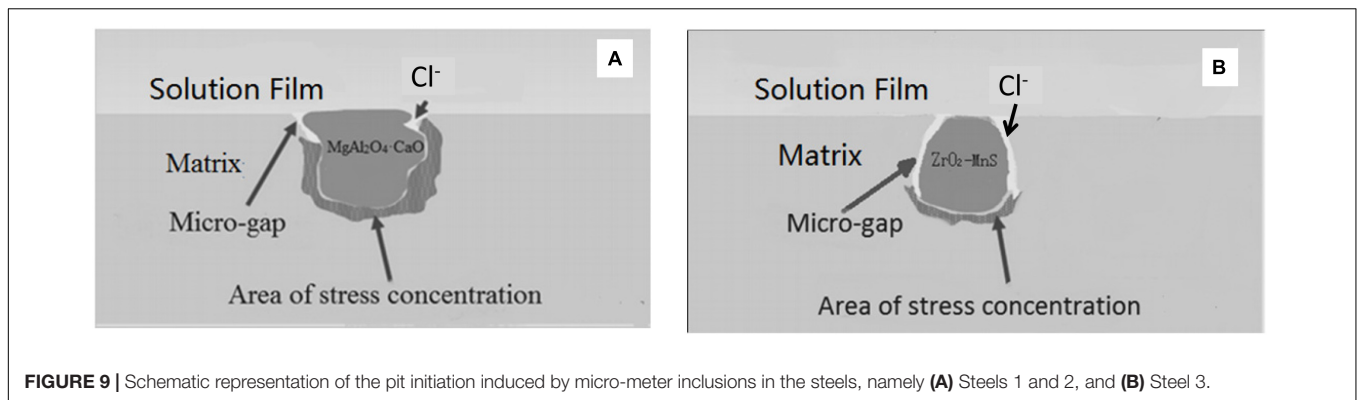 A
Solution Film
Cl⁻
MgAl₂O₄·CaO
Matrix
Micro-gap
Area of stress concentration
B
Solution Film
Cl⁻
ZrO₂-MnS
Matrix
Micro-gap
Area of stress concentration
FIGURE 9 | Schematic representation of the pit initiation induced by micro-meter inclusions in the steels, namely (A) Steels 1 and 2, and (B) Steel 3.